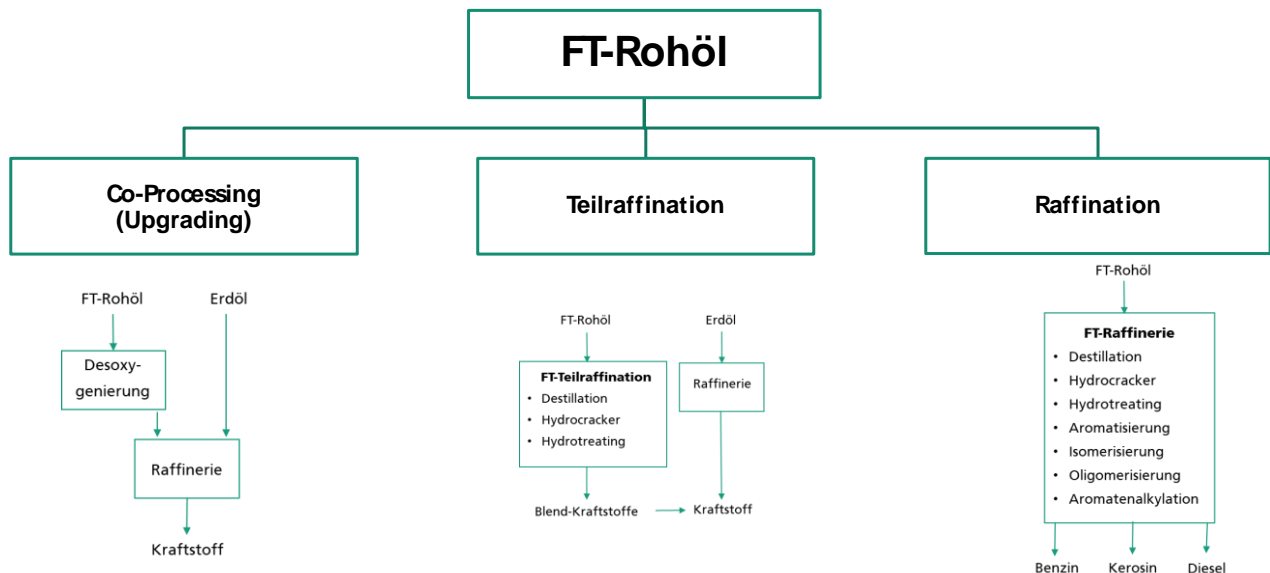 FT-Rohöl
Co-Processing
(Upgrading)
Teilraffination
Raffination
FT-Rohöl
Erdöl
Desoxy-
genierung
Raffinerie
Kraftstoff
FT-Rohöl
Erdöl
FT-Teilraffination
• Destillation
• Hydrocracker
• Hydrotreating
Raffinerie
Blend-Kraftstoffe
Kraftstoff
FT-Rohöl
FT-Raffinerie
• Destillation
• Hydrocracker
• Hydrotreating
• Aromatisierung
• Isomerisierung
• Oligomerisierung
• Aromatenalkylation
Benzin
Kerosin
Diesel